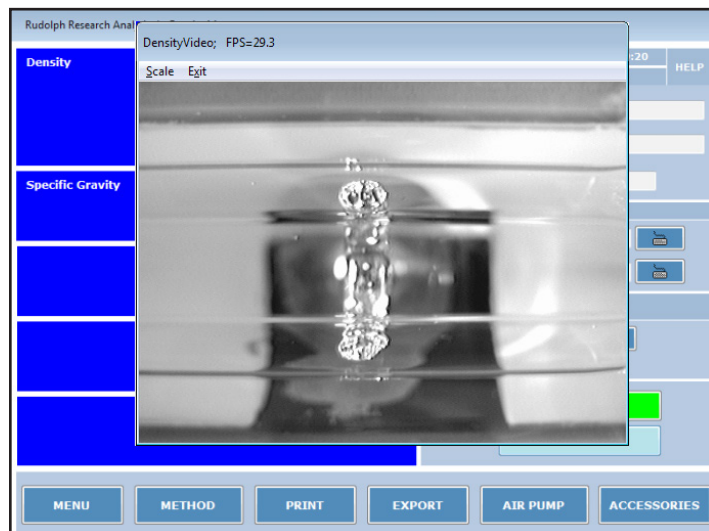 Rudolph Research Anal
DensityVideo; FPS=29.3
Scale Exit
Density
:20
HELP
Specific Gravity
MENU
METHOD
PRINT
EXPORT
AIR PUMP
ACCESSORIES